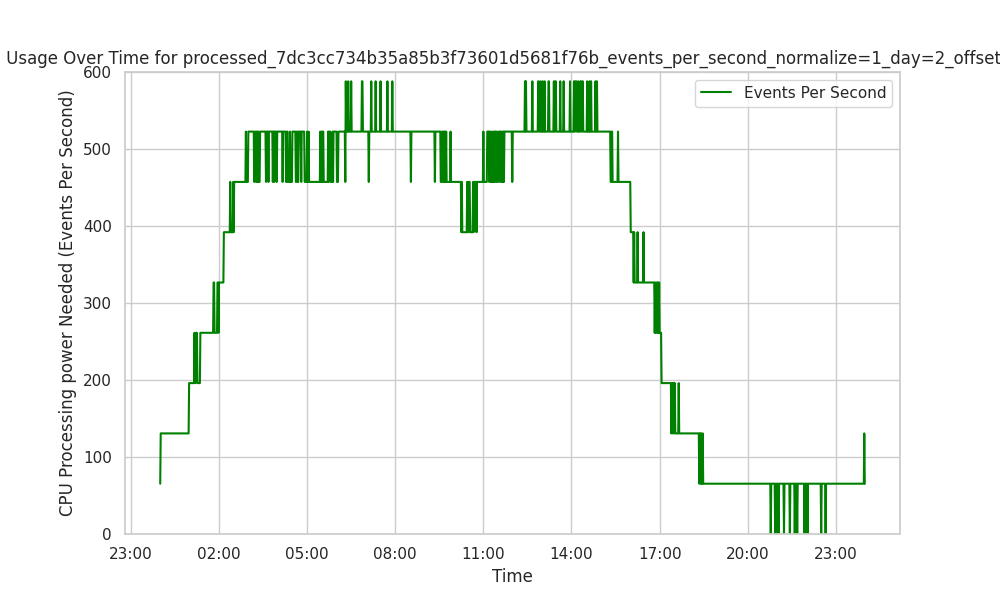 Usage Over Time for processed_7dc3cc734b35a85b3f73601d5681f76b_events_per_second_normalize=1_day=2_offset
600
500
400
300
200
100
0
CPU Processing power Needed (Events Per Second)
Events Per Second
23:00 02:00 05:00 08:00 11:00 14:00 17:00 20:00 23:00
Time